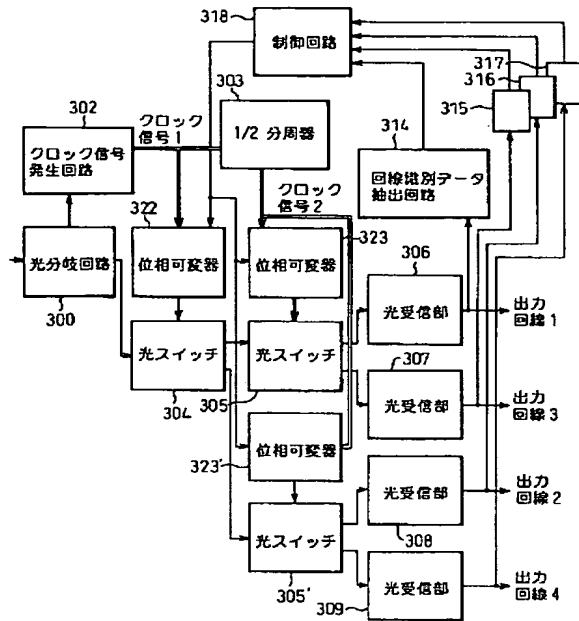 318
制御回路
317
316
315
302
クロック信号
発生回路
クロック
信号1
303
1/2 分周器
314
回線識別データ
抽出回路
クロック
信号2
322
位相可変器
323
位相可変器
光分岐回路
300
306
光受信部
出力
回線1
光スイッチ
304
光スイッチ
305
307
光受信部
出力
回線3
位相可変器
323'
光受信部
308
出力
回線2
光スイッチ
305'
光受信部
309
出力
回線4